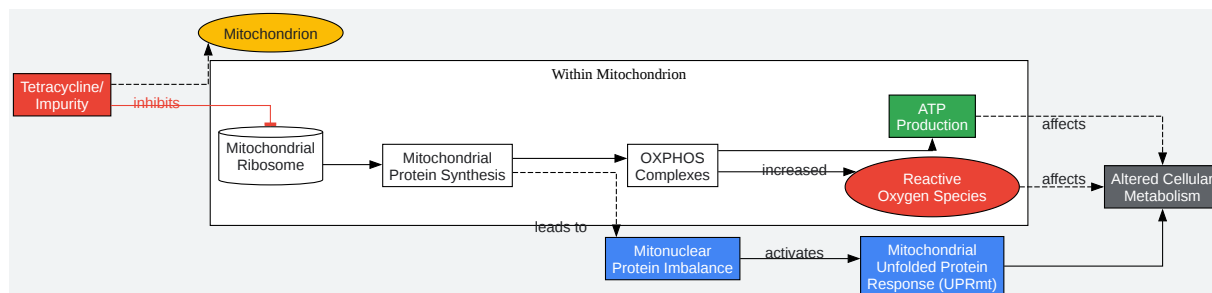 Mitochondrion
Within Mitochondrion
Tetracycline/
Impurity
inhibits
Mitochondrial
Ribosome
Mitochondrial
Protein Synthesis
OXPHOS
Complexes
increased
ATP
Production
Reactive
Oxygen Species
affects
affects
Altered Cellular
Metabolism
leads to
Mitonuclear
Protein Imbalance
activates
Mitochondrial
Unfolded Protein
Response (UPRmt)